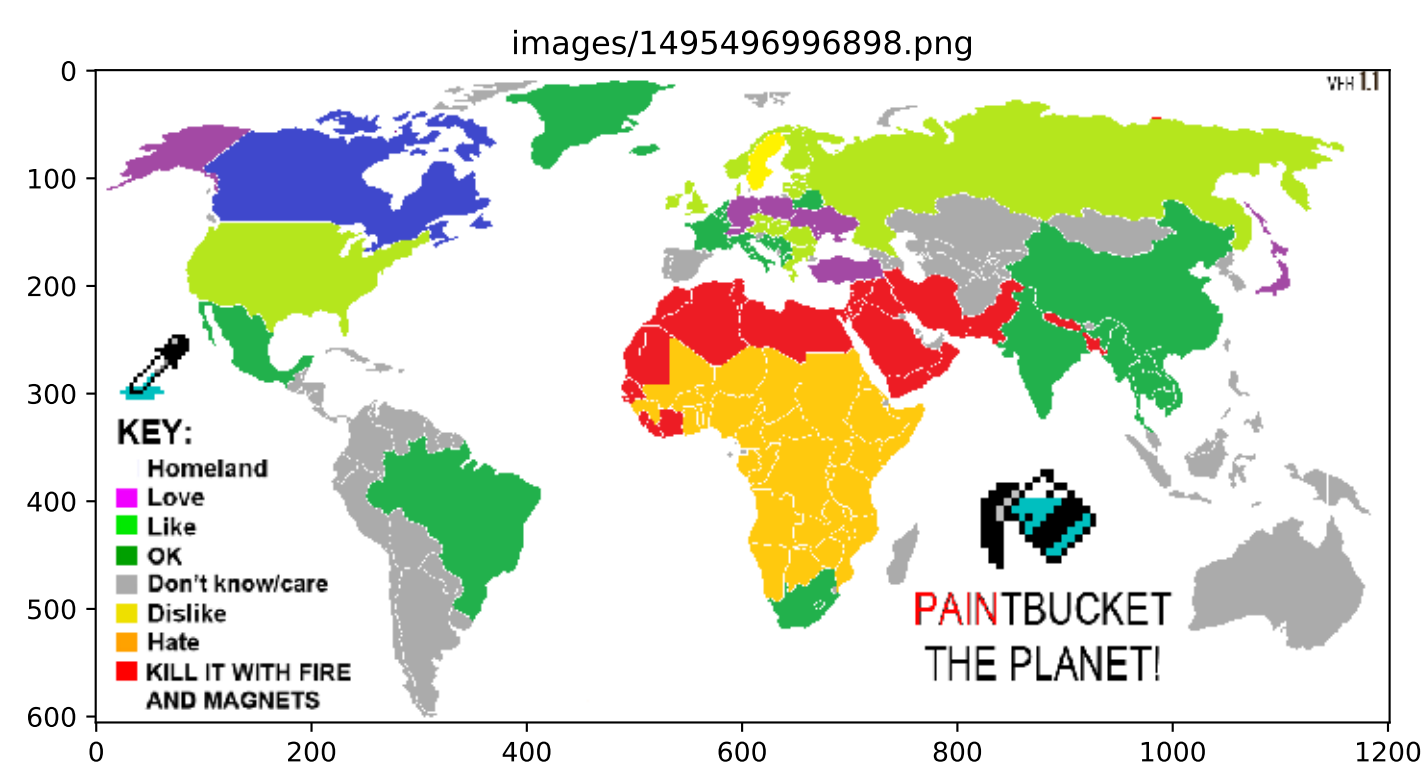 images/1495496996898.png
VER 1.1
0
100
200
300
400
500
600
KEY:
Homeland
Love
Like
OK
Don't know/care
Dislike
Hate
KILL IT WITH FIRE
AND MAGNETS
PAINTBUCKET
THE PLANET!
0 200 400 600 800 1000 1200